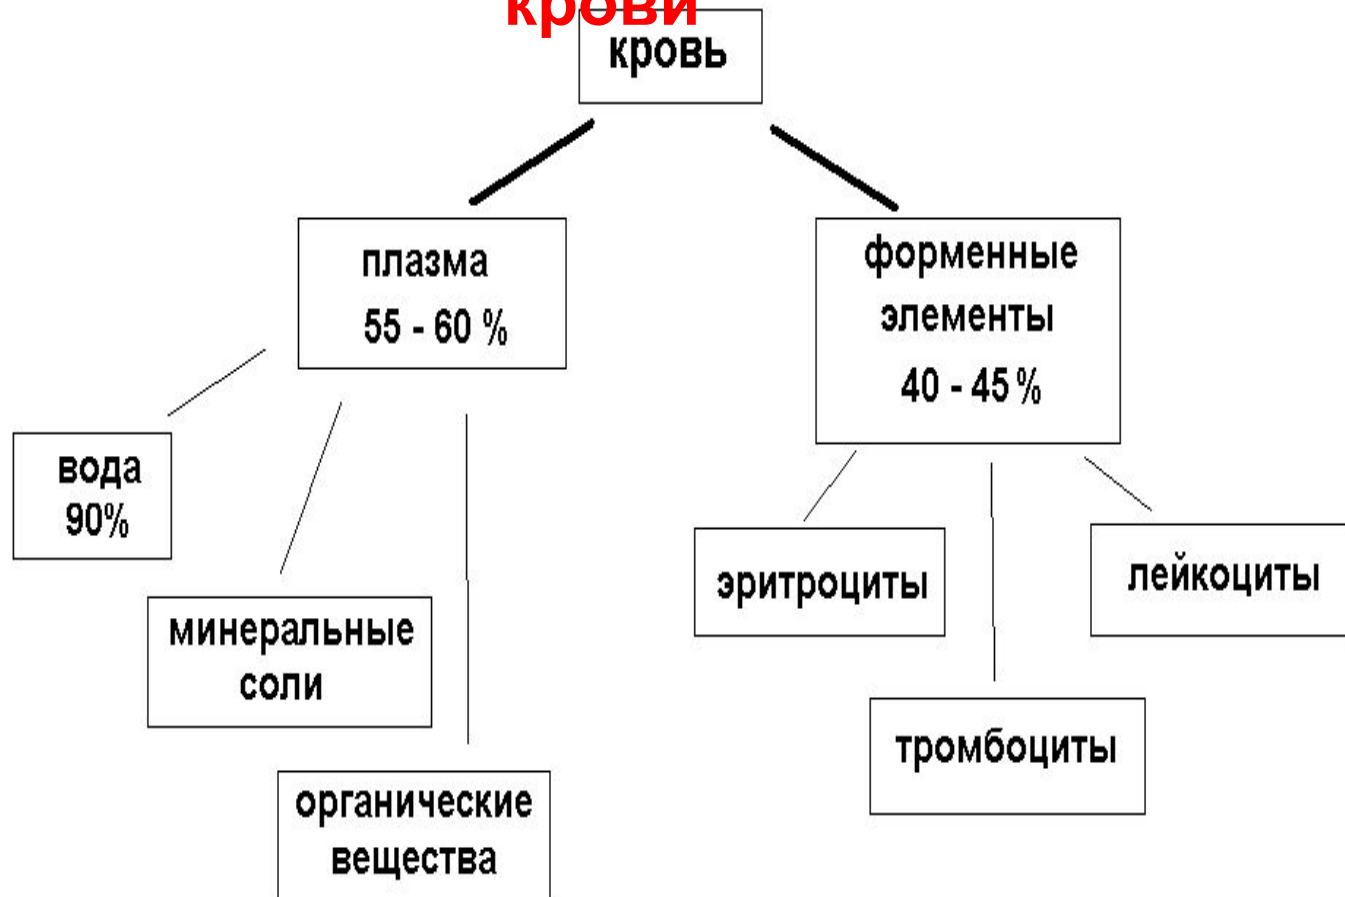 крови
кровь
плазма
55 - 60 %
форменные
элементы
40 - 45 %
вода
90%
минеральные
соли
органические
вещества
эритроциты
тромбоциты
лейкоциты